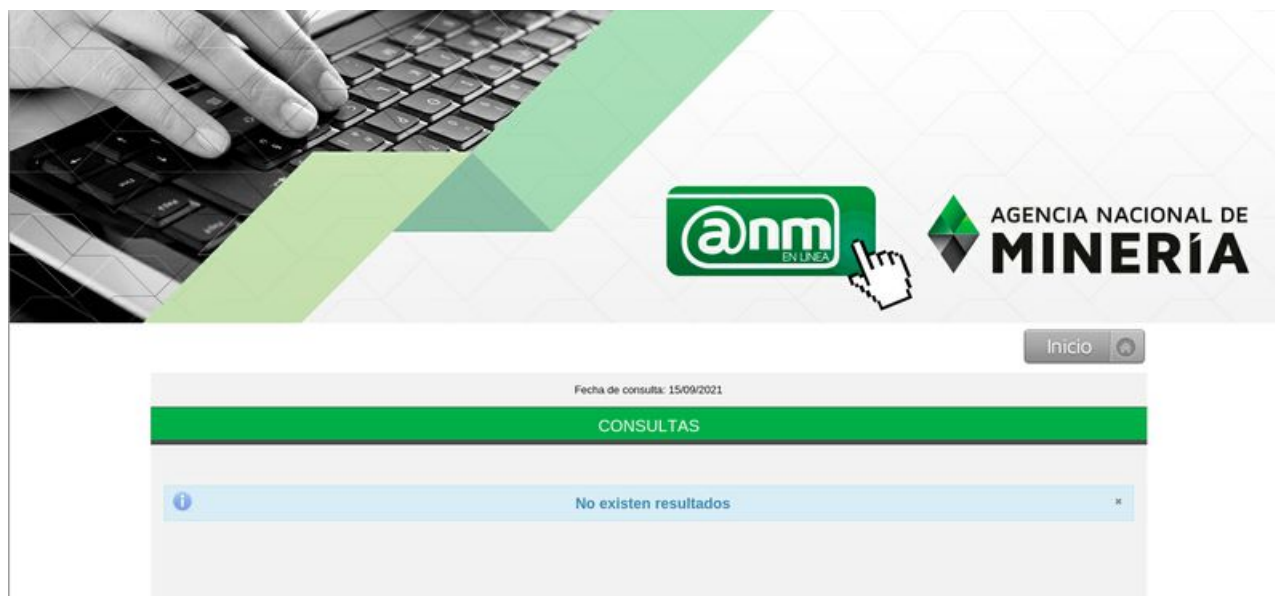 @nm
EN LINEA
AGENCIA NACIONAL DE
MINERÍA
Inicio
Fecha de consulta: 15/09/2021
CONSULTAS
No existen resultados